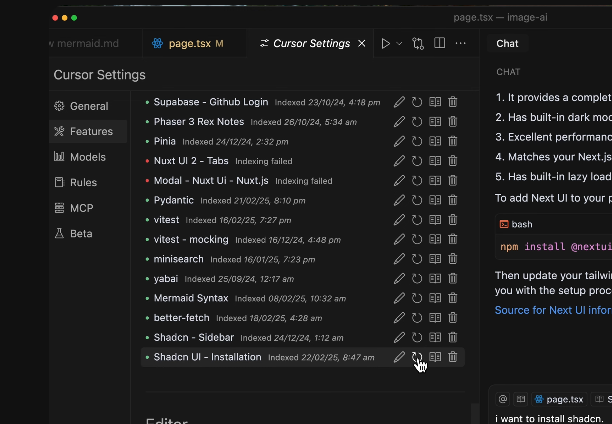 page.tsx — image-ai
w mermaid.md
page.tsx M
Cursor Settings
Chat
Cursor Settings
CHAT
General
Features
Models
Rules
MCP
Beta
Supabase - Github Login Indexed 23/10/24, 4:18 pm
Phaser 3 Rex Notes Indexed 26/10/24, 5:34 am
Pinia Indexed 24/12/24, 2:32 pm
Nuxt UI 2 - Tabs Indexing failed
Modal - Nuxt Ui - Nuxt.js Indexing failed
Pydantic Indexed 21/02/25, 8:10 pm
vitest Indexed 16/02/25, 7:27 pm
vitest - mocking Indexed 16/12/24, 4:48 pm
minisearch Indexed 16/01/25, 7:23 pm
yabai Indexed 25/09/24, 12:17 am
Mermaid Syntax Indexed 08/02/25, 10:32 am
better-fetch Indexed 18/02/25, 4:28 am
Shadcn - Sidebar Indexed 24/12/24, 1:12 am
Shadcn UI - Installation Indexed 22/02/25, 8:47 am
Editor
1. It provides a complet
2. Has built-in dark mod
3. Excellent performanc
4. Matches your Next.js
5. Has built-in lazy load
To add Next UI to your p
bash
npm install @nextui
Then update your tailwi
you with the setup proc
Source for Next UI infor
@ page.tsx S
i want to install shadcn.